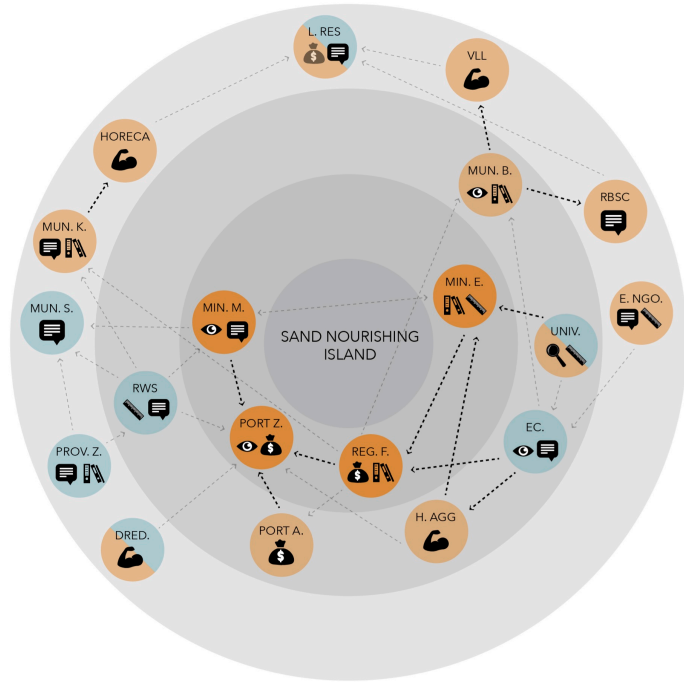 L. RES
VLL
HORECA
MUN. B.
RBSC
MUN. K.
MIN. E.
E. NGO.
MUN. S.
MIN. M.
SAND NOURISHING
ISLAND
UNIV.
RWS
PORT Z.
REG. F.
EC.
PROV. Z.
H. AGG
DRED.
PORT A.